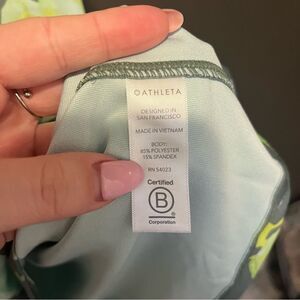 ATHLETA
DESIGNED IN
SAN FRANCISCO
MADE IN VIETNAM
BODY:
85% POLYESTER
15% SPANDEX
RN 54023
Certified
B
Corporation